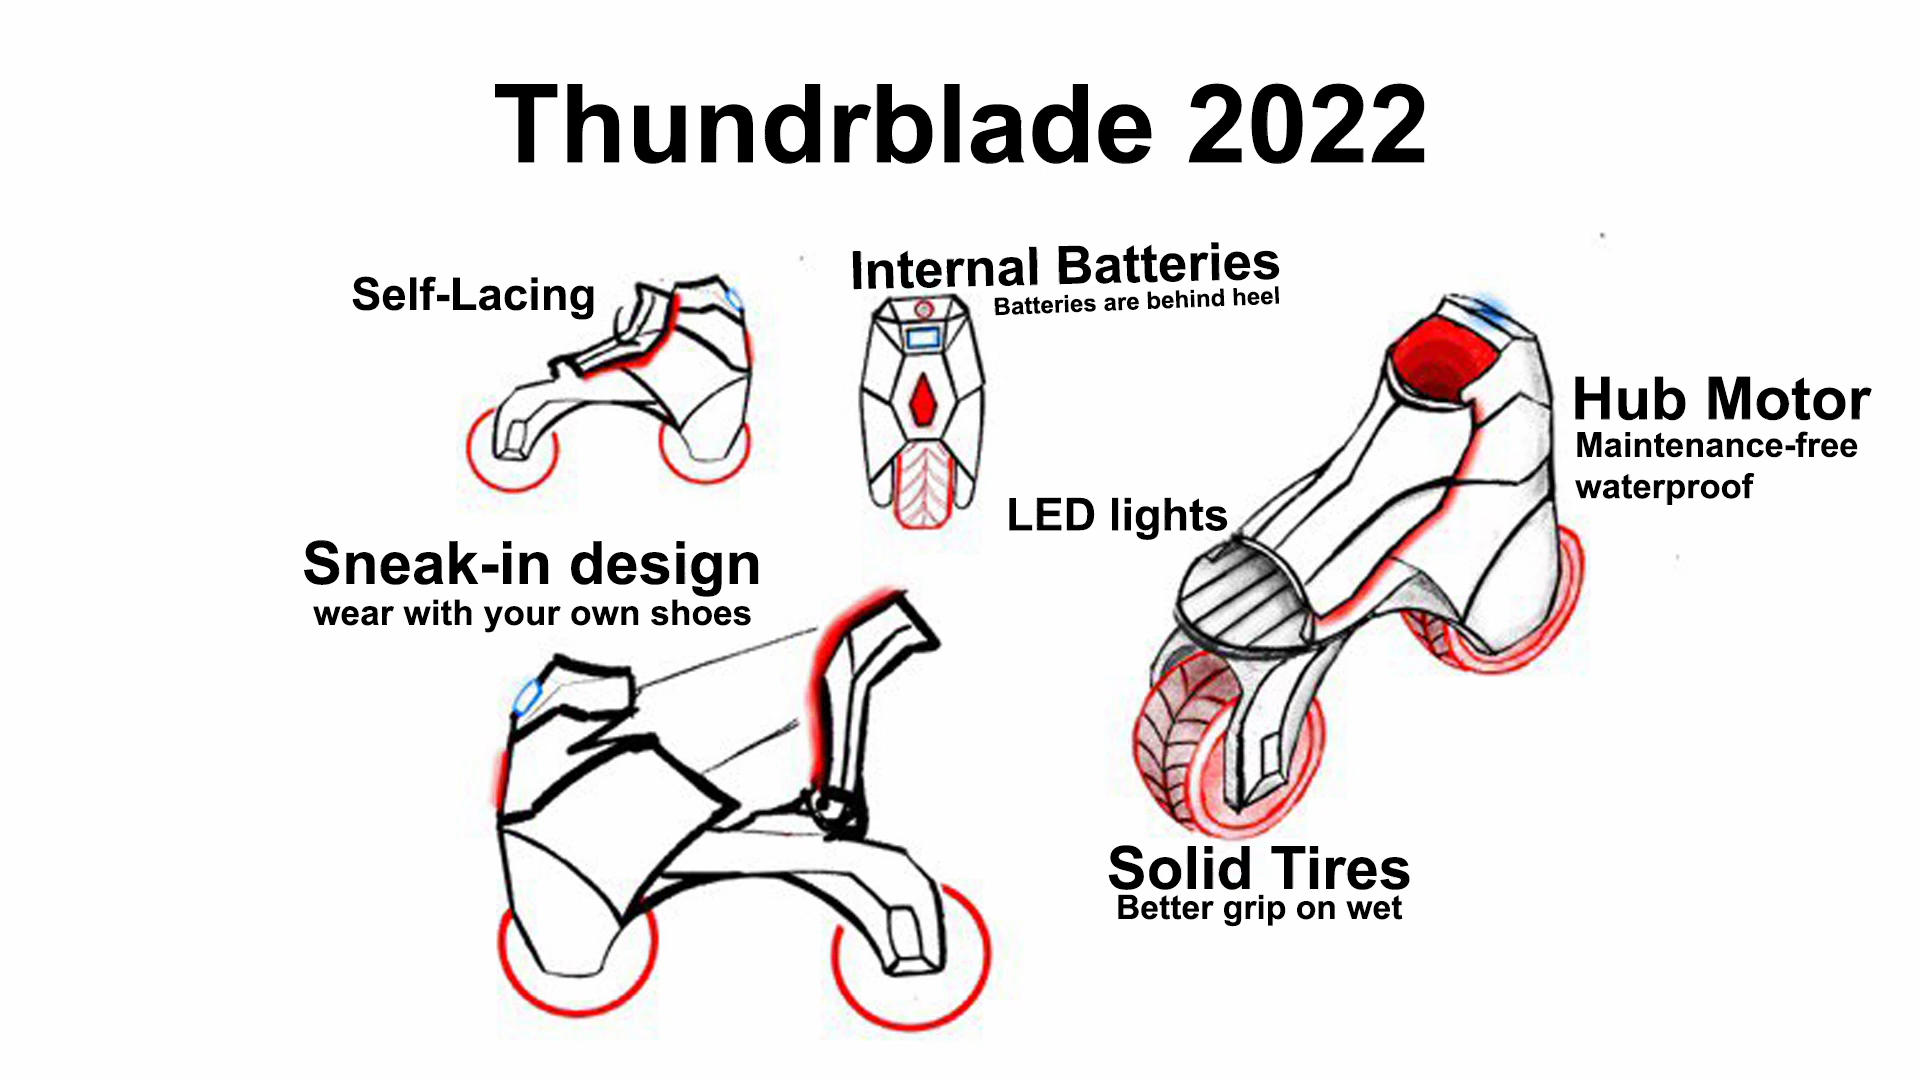 Thundrblade 2022
Self-Lacing
Internal Batteries
Batteries are behind heel
Hub Motor
Maintenance-free
waterproof
LED lights
Sneak-in design
wear with your own shoes
Solid Tires
Better grip on wet